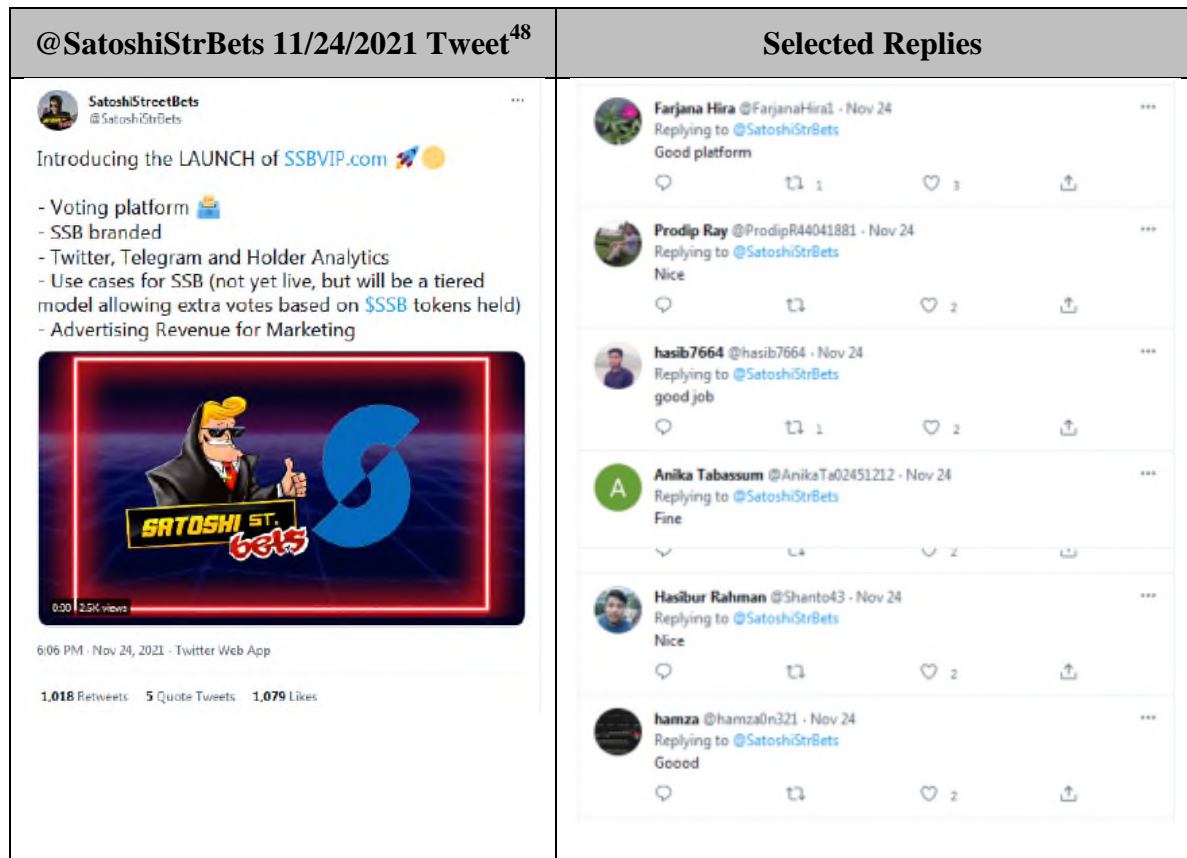 @SatoshiStrBets 11/24/2021 Tweet48
SatoshiStreetBets
@SatoshiStrBets
Introducing the LAUNCH of SSBVIP.com 🚀🌕
- Voting platform 🗳️
- SSB branded
- Twitter, Telegram and Holder Analytics
- Use cases for SSB (not yet live, but will be a tiered
model allowing extra votes based on $SSB tokens held)
- Advertising Revenue for Marketing
SATOSHI ST.
bets
0:00 2.5K views
6:06 PM · Nov 24, 2021 · Twitter Web App
1,018 Retweets 5 Quote Tweets 1,079 Likes
Selected Replies
Farjana Hira @FarjanaHira1 · Nov 24
Replying to @SatoshiStrBets
Good platform
1 3
Prodip Ray @ProdipR44041881 · Nov 24
Replying to @SatoshiStrBets
Nice
2
hasib7664 @hasib7664 · Nov 24
Replying to @SatoshiStrBets
good job
1 2
A
Anika Tabassum @AnikaTa02451212 · Nov 24
Replying to @SatoshiStrBets
Fine
2
Hasibur Rahman @Shanto43 · Nov 24
Replying to @SatoshiStrBets
Nice
2
hamza @hamza0n321 · Nov 24
Replying to @SatoshiStrBets
Goood
2